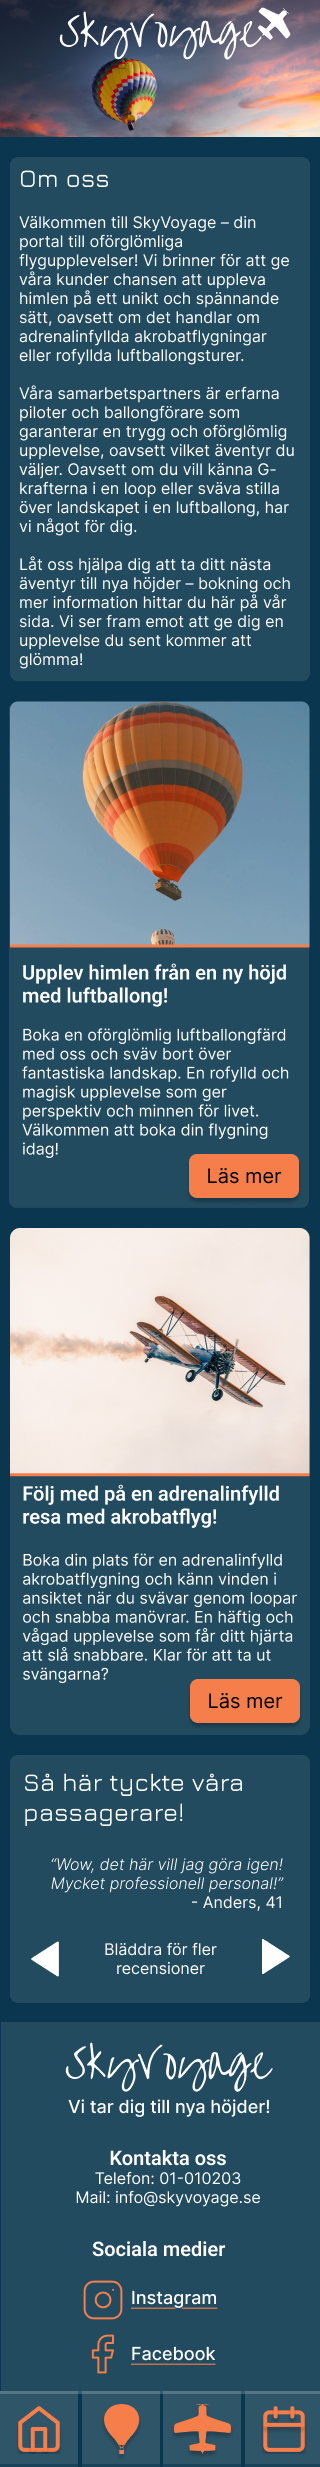 SkyVoyage
Om oss
Välkommen till SkyVoyage – din
portal till oförglömliga
flygupplevelser! Vi brinner för att ge
våra kunder chansen att uppleva
himlen på ett unikt och spännande
sätt, oavsett om det handlar om
adrenalinfyllda akrobatflygningar
eller rofyllda luftballongsturer.
Våra samarbetspartners är erfarna
piloter och ballongförare som
garanterar en trygg och oförglömlig
upplevelse, oavsett vilket äventyr du
väljer. Oavsett om du vill känna G-
krafterna i en loop eller sväva stilla
över landskapet i en luftballong, har
vi något för dig.
Låt oss hjälpa dig att ta ditt nästa
äventyr till nya höjder – bokning och
mer information hittar du här på vår
sida. Vi ser fram emot att ge dig en
upplevelse du sent kommer att
glömma!
Upplev himlen från en ny höjd
med luftballong!
Boka en oförglömlig luftballongfärd
med oss och sväv bort över
fantastiska landskap. En rofylld och
magisk upplevelse som ger
perspektiv och minnen för livet.
Välkommen att boka din flygning
idag!
Läs mer
Följ med på en adrenalinfylld
resa med akrobatflyg!
Boka din plats för en adrenalinfylld
akrobatflygning och känn vinden i
ansiktet när du svävar genom loopar
och snabba manövrar. En häftig och
vågad upplevelse som får ditt hjärta
att slå snabbare. Klar för att ta ut
svängarna?
Läs mer
Så här tyckte våra
passagerare!
“Wow, det här vill jag göra igen!
Mycket professionell personal!”
- Anders, 41
Bläddra för fler
recensioner
SkyVoyage
Vi tar dig till nya höjder!
Kontakta oss
Telefon: 01-010203
Mail: info@skyvoyage.se
Sociala medier
Instagram
Facebook